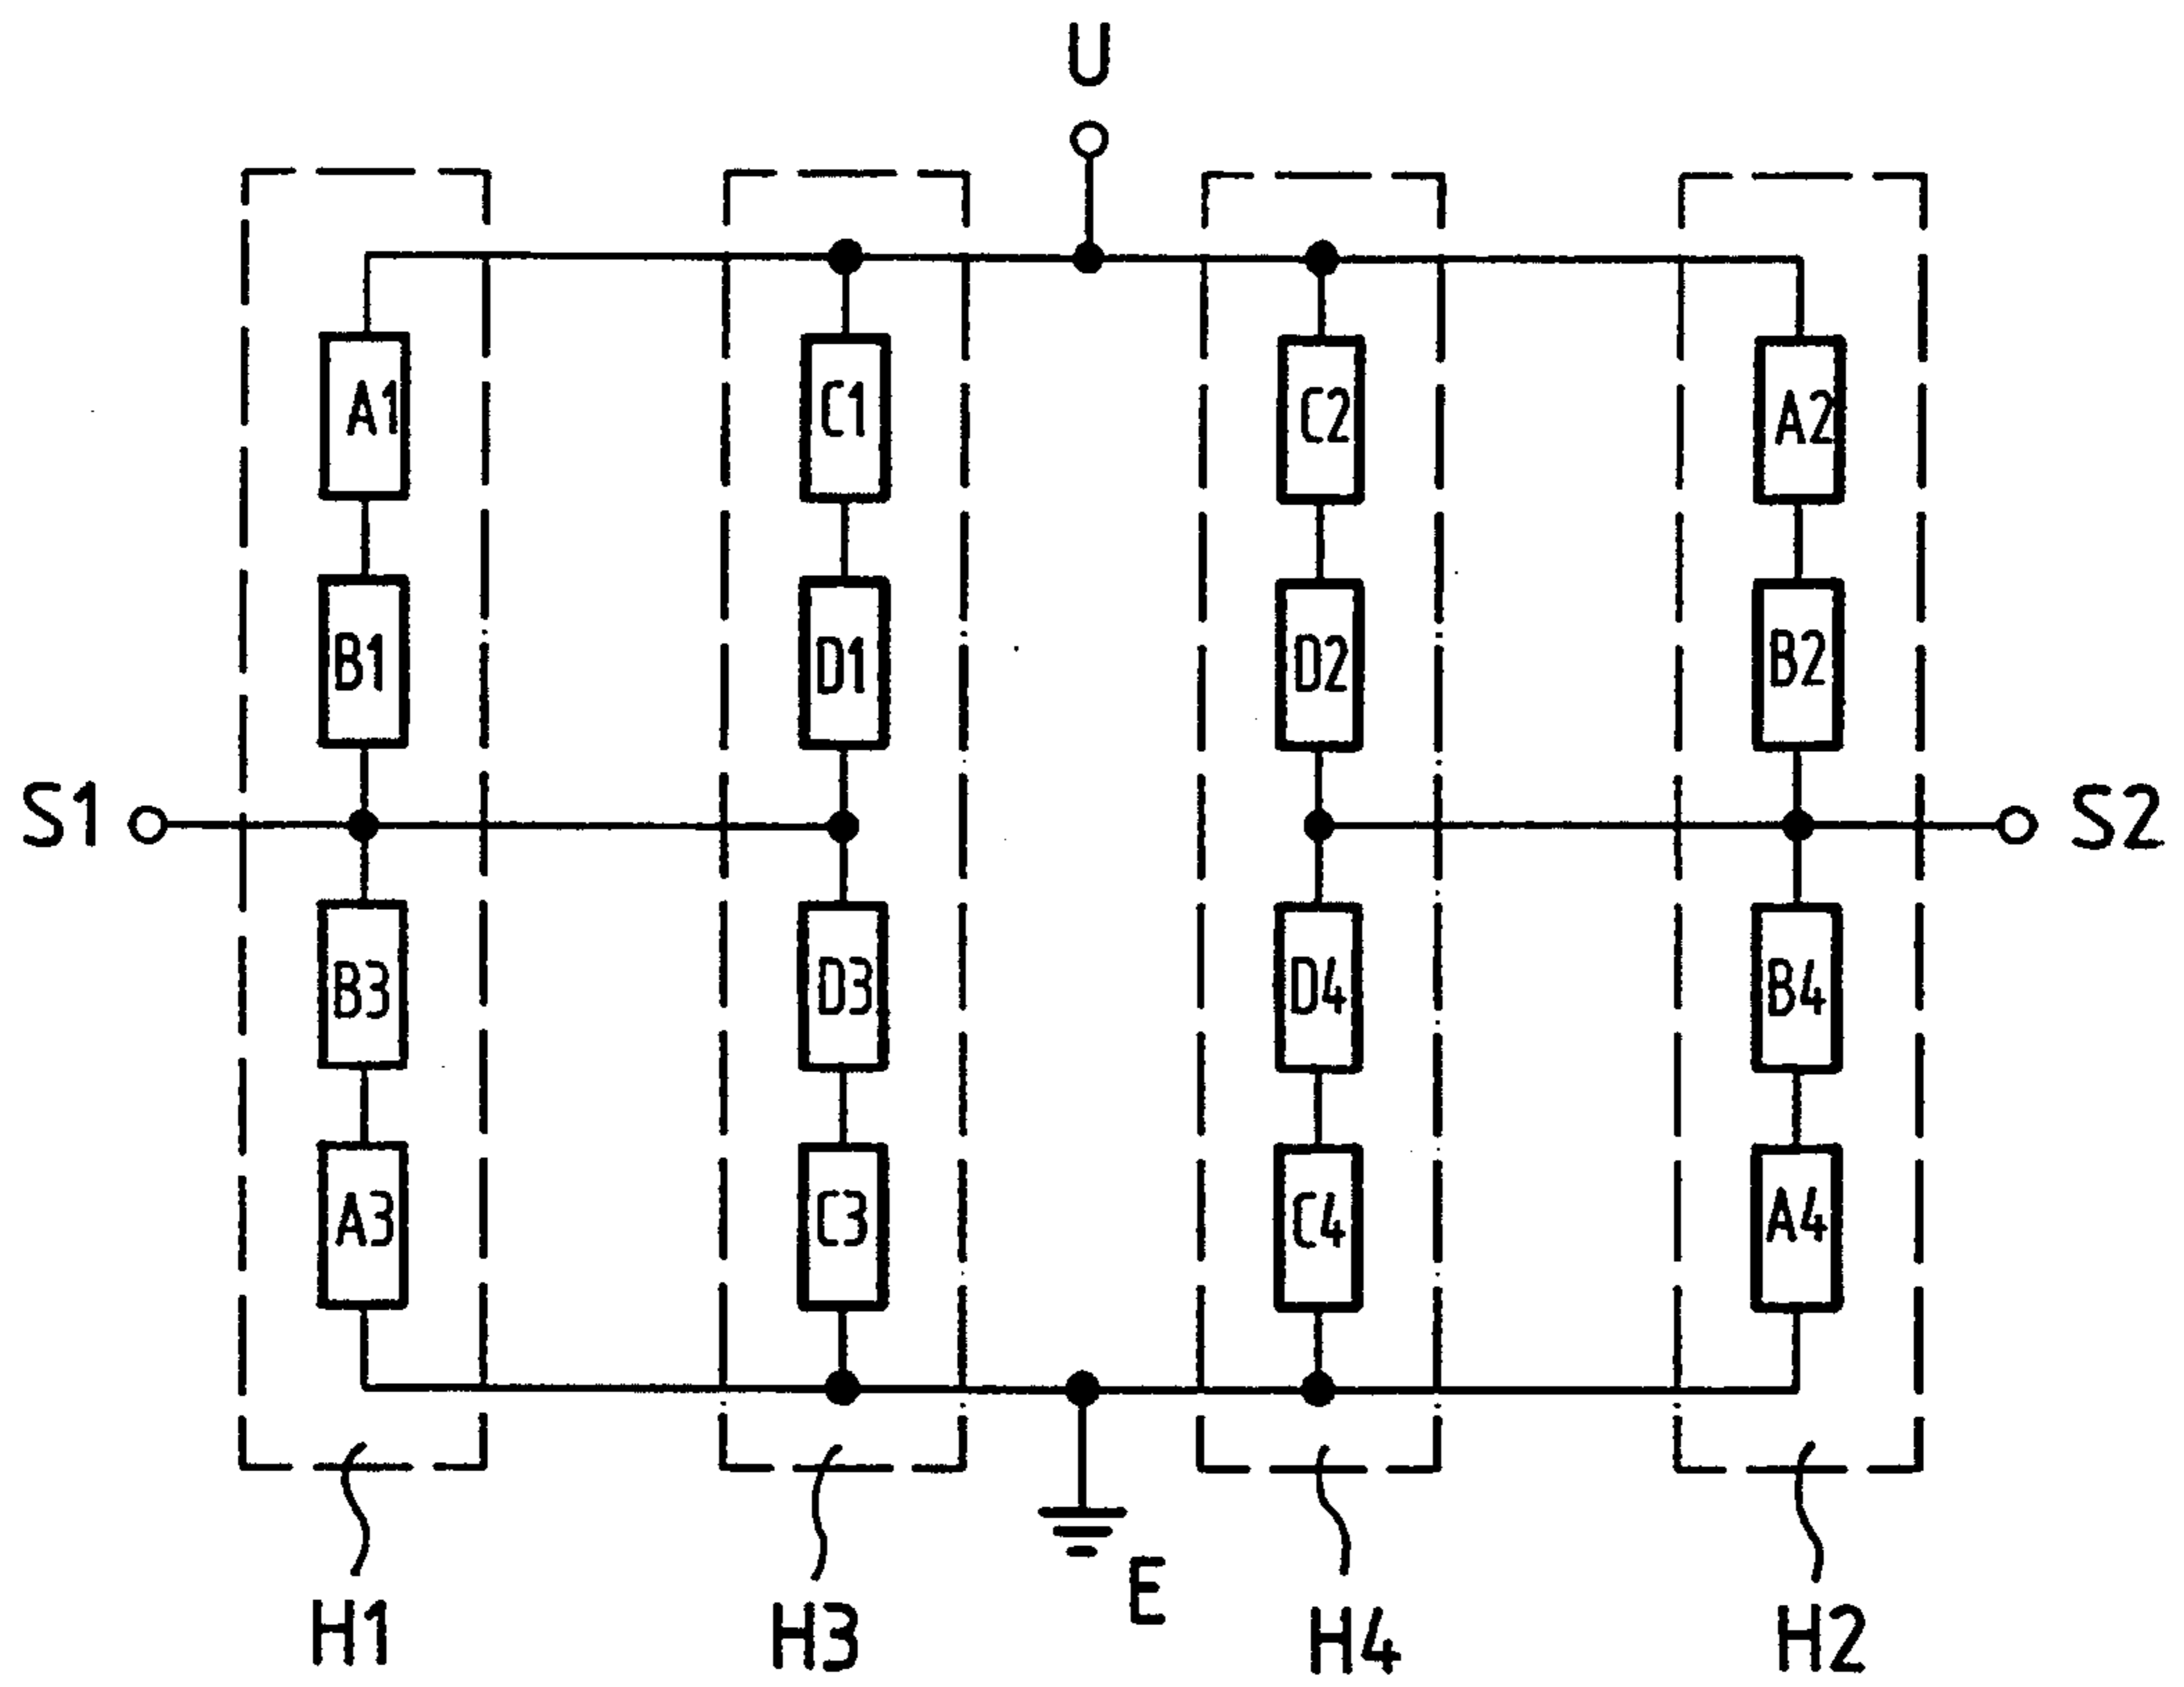 U
A1 C1 C2 A2
B1 D1 D2 B2
S1 S2
B3 D3 D4 B4
A3 C3 C4 A4
E
H1 H3 H4 H2